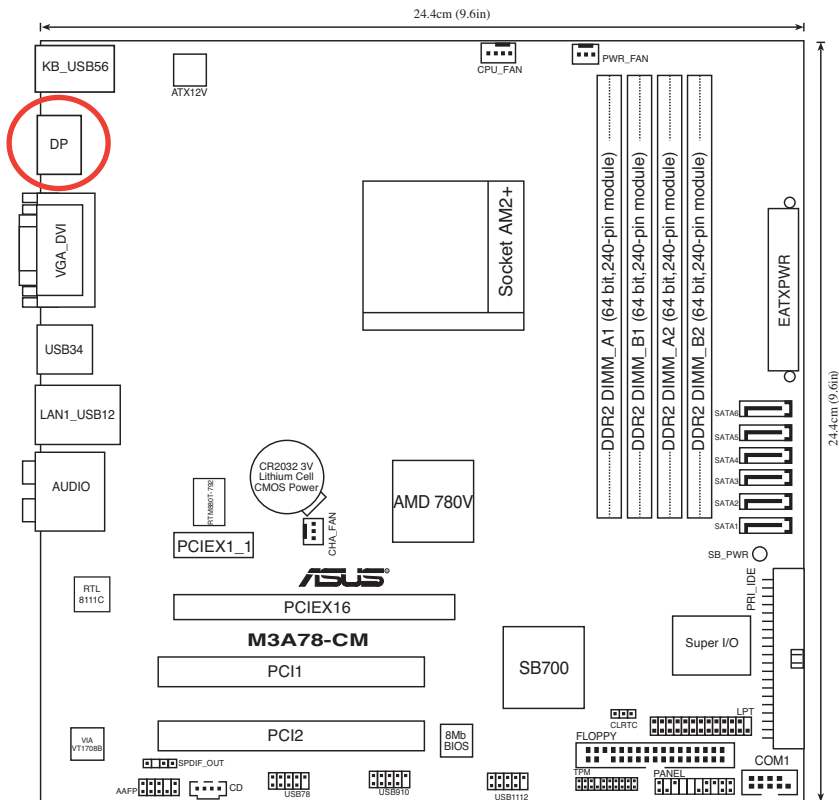 24.4cm (9.6in)
KB_USB56
ATX12V
CPU_FAN
PWR_FAN
DP
VGA_DVI
Socket AM2+
DDR2 DIMM_A1 (64 bit,240-pin module)
DDR2 DIMM_B1 (64 bit,240-pin module)
DDR2 DIMM_A2 (64 bit,240-pin module)
DDR2 DIMM_B2 (64 bit,240-pin module)
EATXPWR
24.4cm (9.6in)
USB34
LAN1_USB12
AUDIO
CR2032 3V
Lithium Cell
CMOS Power
RTM880T-792
CHA_FAN
AMD 780V
SATA6
SATA5
SATA4
SATA3
SATA2
SATA1
PCIEX1_1
SB_PWR
PRI_IDE
RTL
8111C
ASUS
PCIEX16
M3A78-CM
PCI1
SB700
Super I/O
PCI2
8Mb
BIOS
VIA
VT1708B
CLRTC
LPT
FLOPPY
SPDIF_OUT
AAFP
CD
USB78
USB910
USB1112
TPM
PANEL
COM1